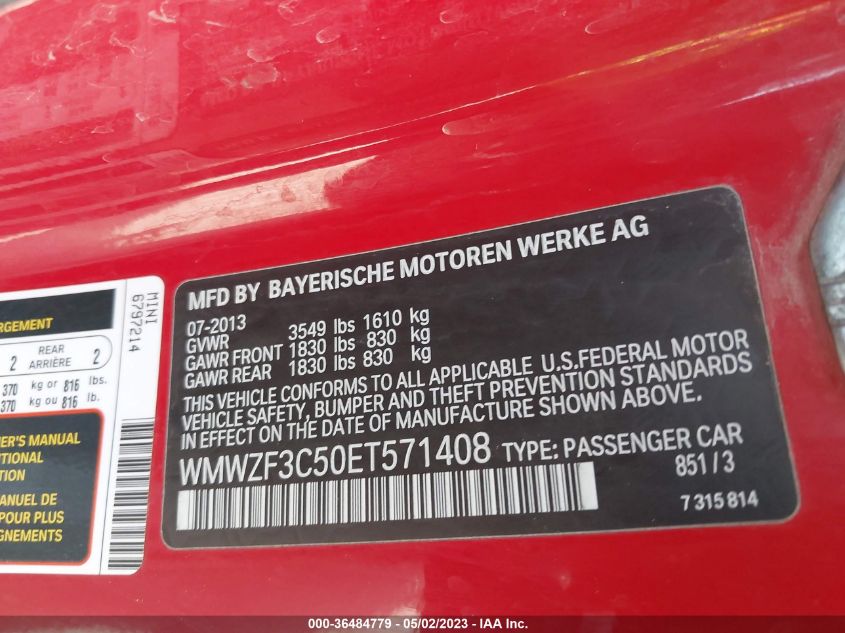 MFD BY BAYERISCHE MOTOREN WERKE AG
07-2013
GVWR 3549 lbs 1610 kg
GAWR FRONT 1830 lbs 830 kg
GAWR REAR 1830 lbs 830 kg
THIS VEHICLE CONFORMS TO ALL APPLICABLE U.S.FEDERAL MOTOR
VEHICLE SAFETY, BUMPER AND THEFT PREVENTION STANDARDS
IN EFFECT ON THE DATE OF MANUFACTURE SHOWN ABOVE.
WMWZF3C50ET571408 TYPE: PASSENGER CAR
851/3
7 315 814
MINI
6797214
RGEMENT
2 REAR 2
ARRIÈRE
370 kg or 816 lbs.
370 kg ou 816 lb.
ER'S MANUAL
ITIONAL
TION
ANUEL DE
POUR PLUS
GNEMENTS
000-36484779 - 05/02/2023 - IAA Inc.